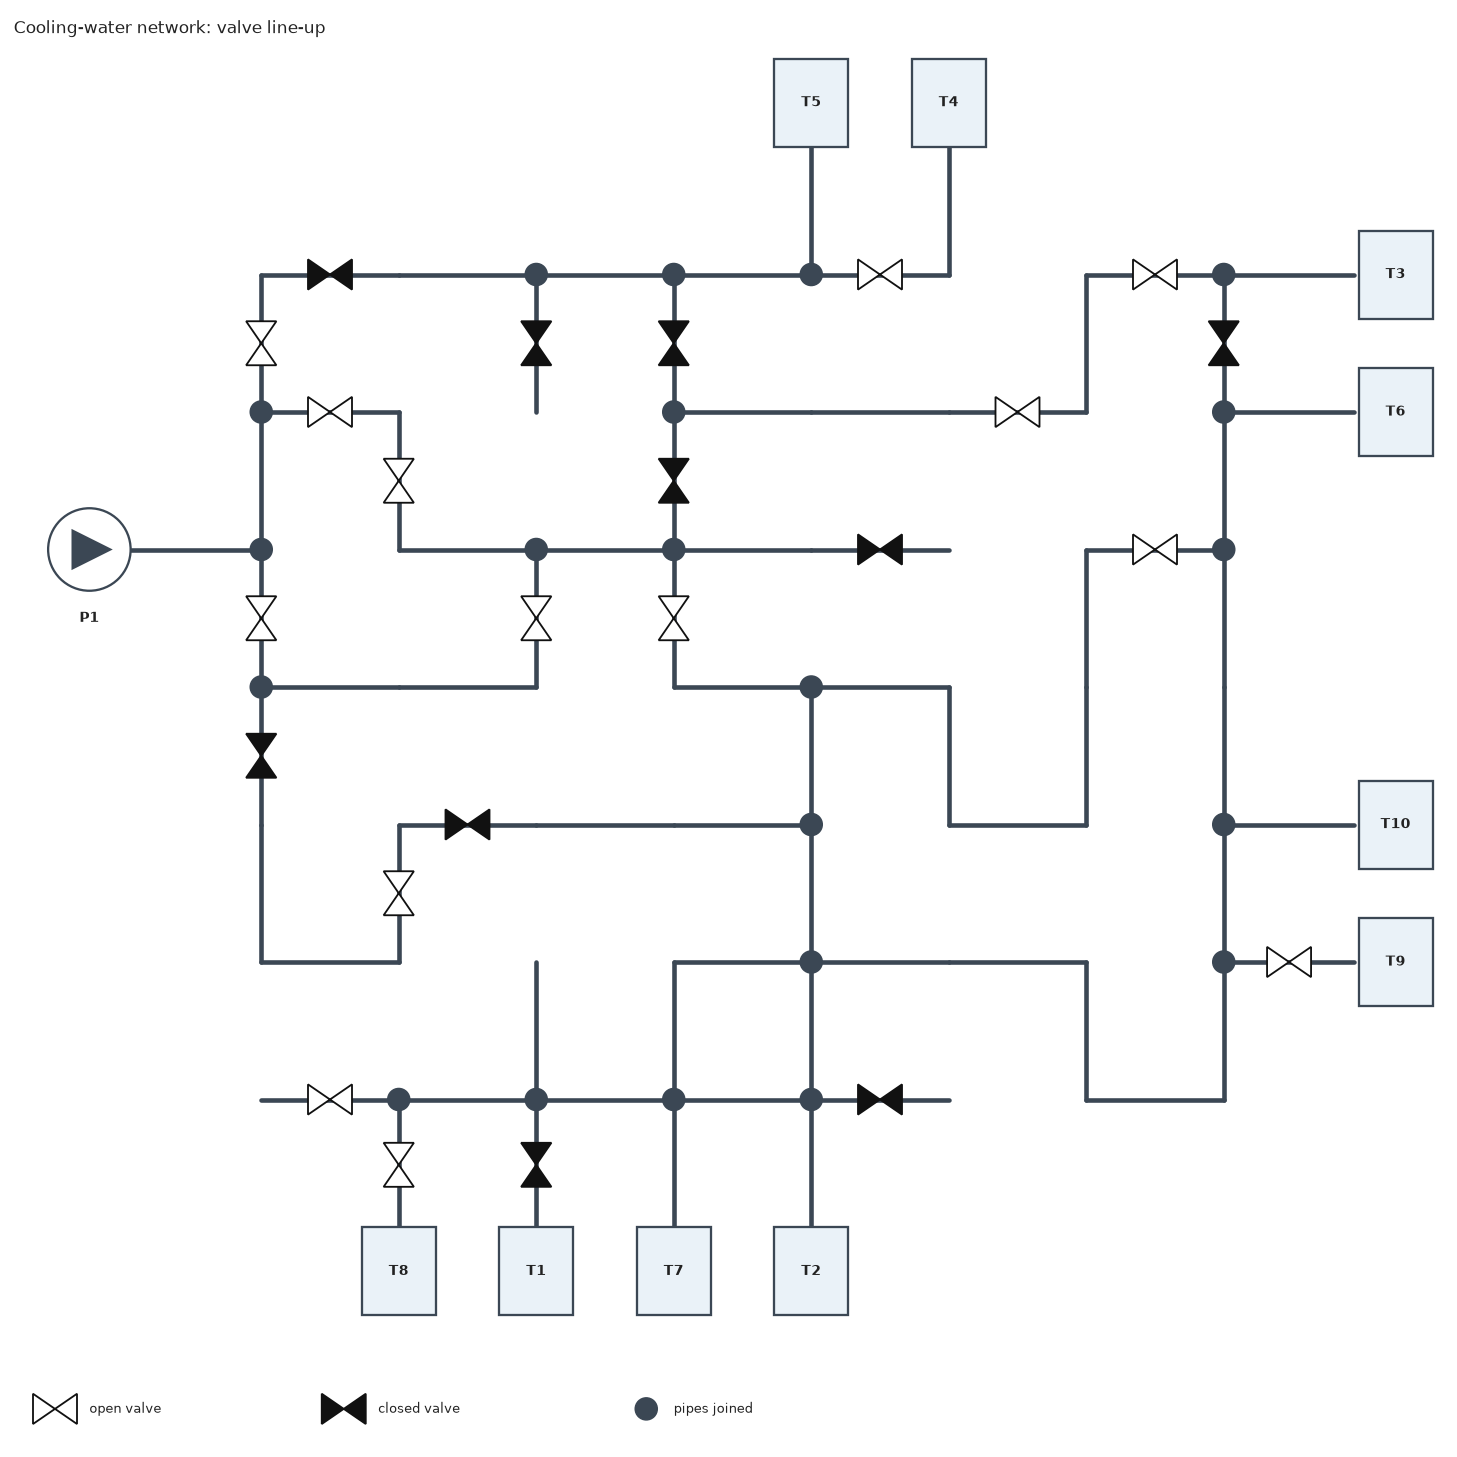 Cooling-water network: valve line-up
T5
T4
T3
T6
P1
T10
T9
T8
T1
T7
T2
open valve
closed valve
pipes joined